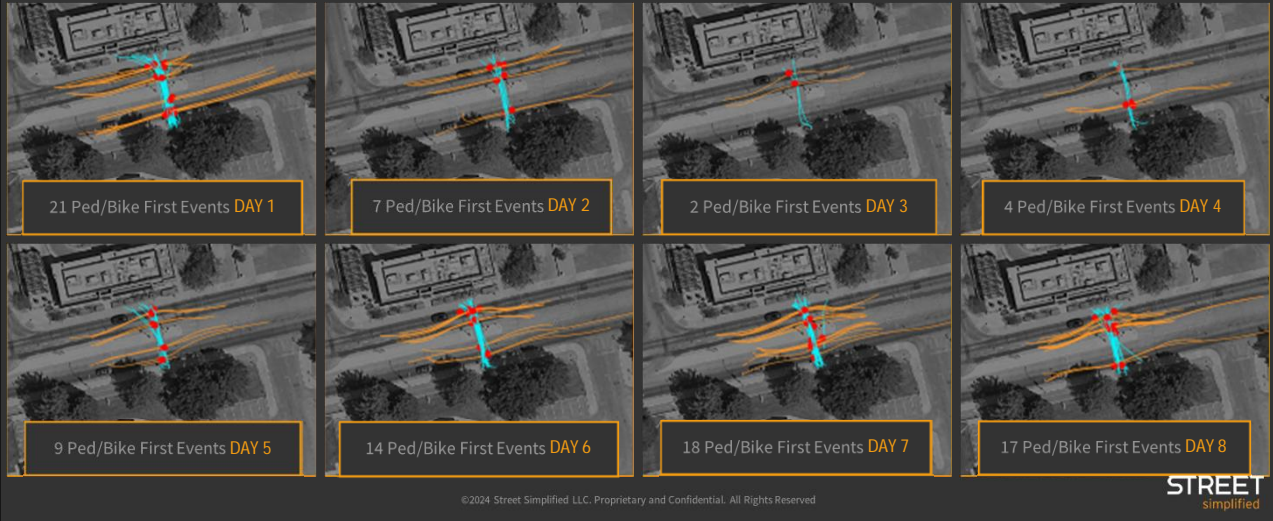 21 Ped/Bike First Events DAY 1
7 Ped/Bike First Events DAY 2
2 Ped/Bike First Events DAY 3
4 Ped/Bike First Events DAY 4
9 Ped/Bike First Events DAY 5
14 Ped/Bike First Events DAY 6
18 Ped/Bike First Events DAY 7
17 Ped/Bike First Events DAY 8
©2024 Street Simplified LLC. Proprietary and Confidential. All Rights Reserved
STREET
simplified